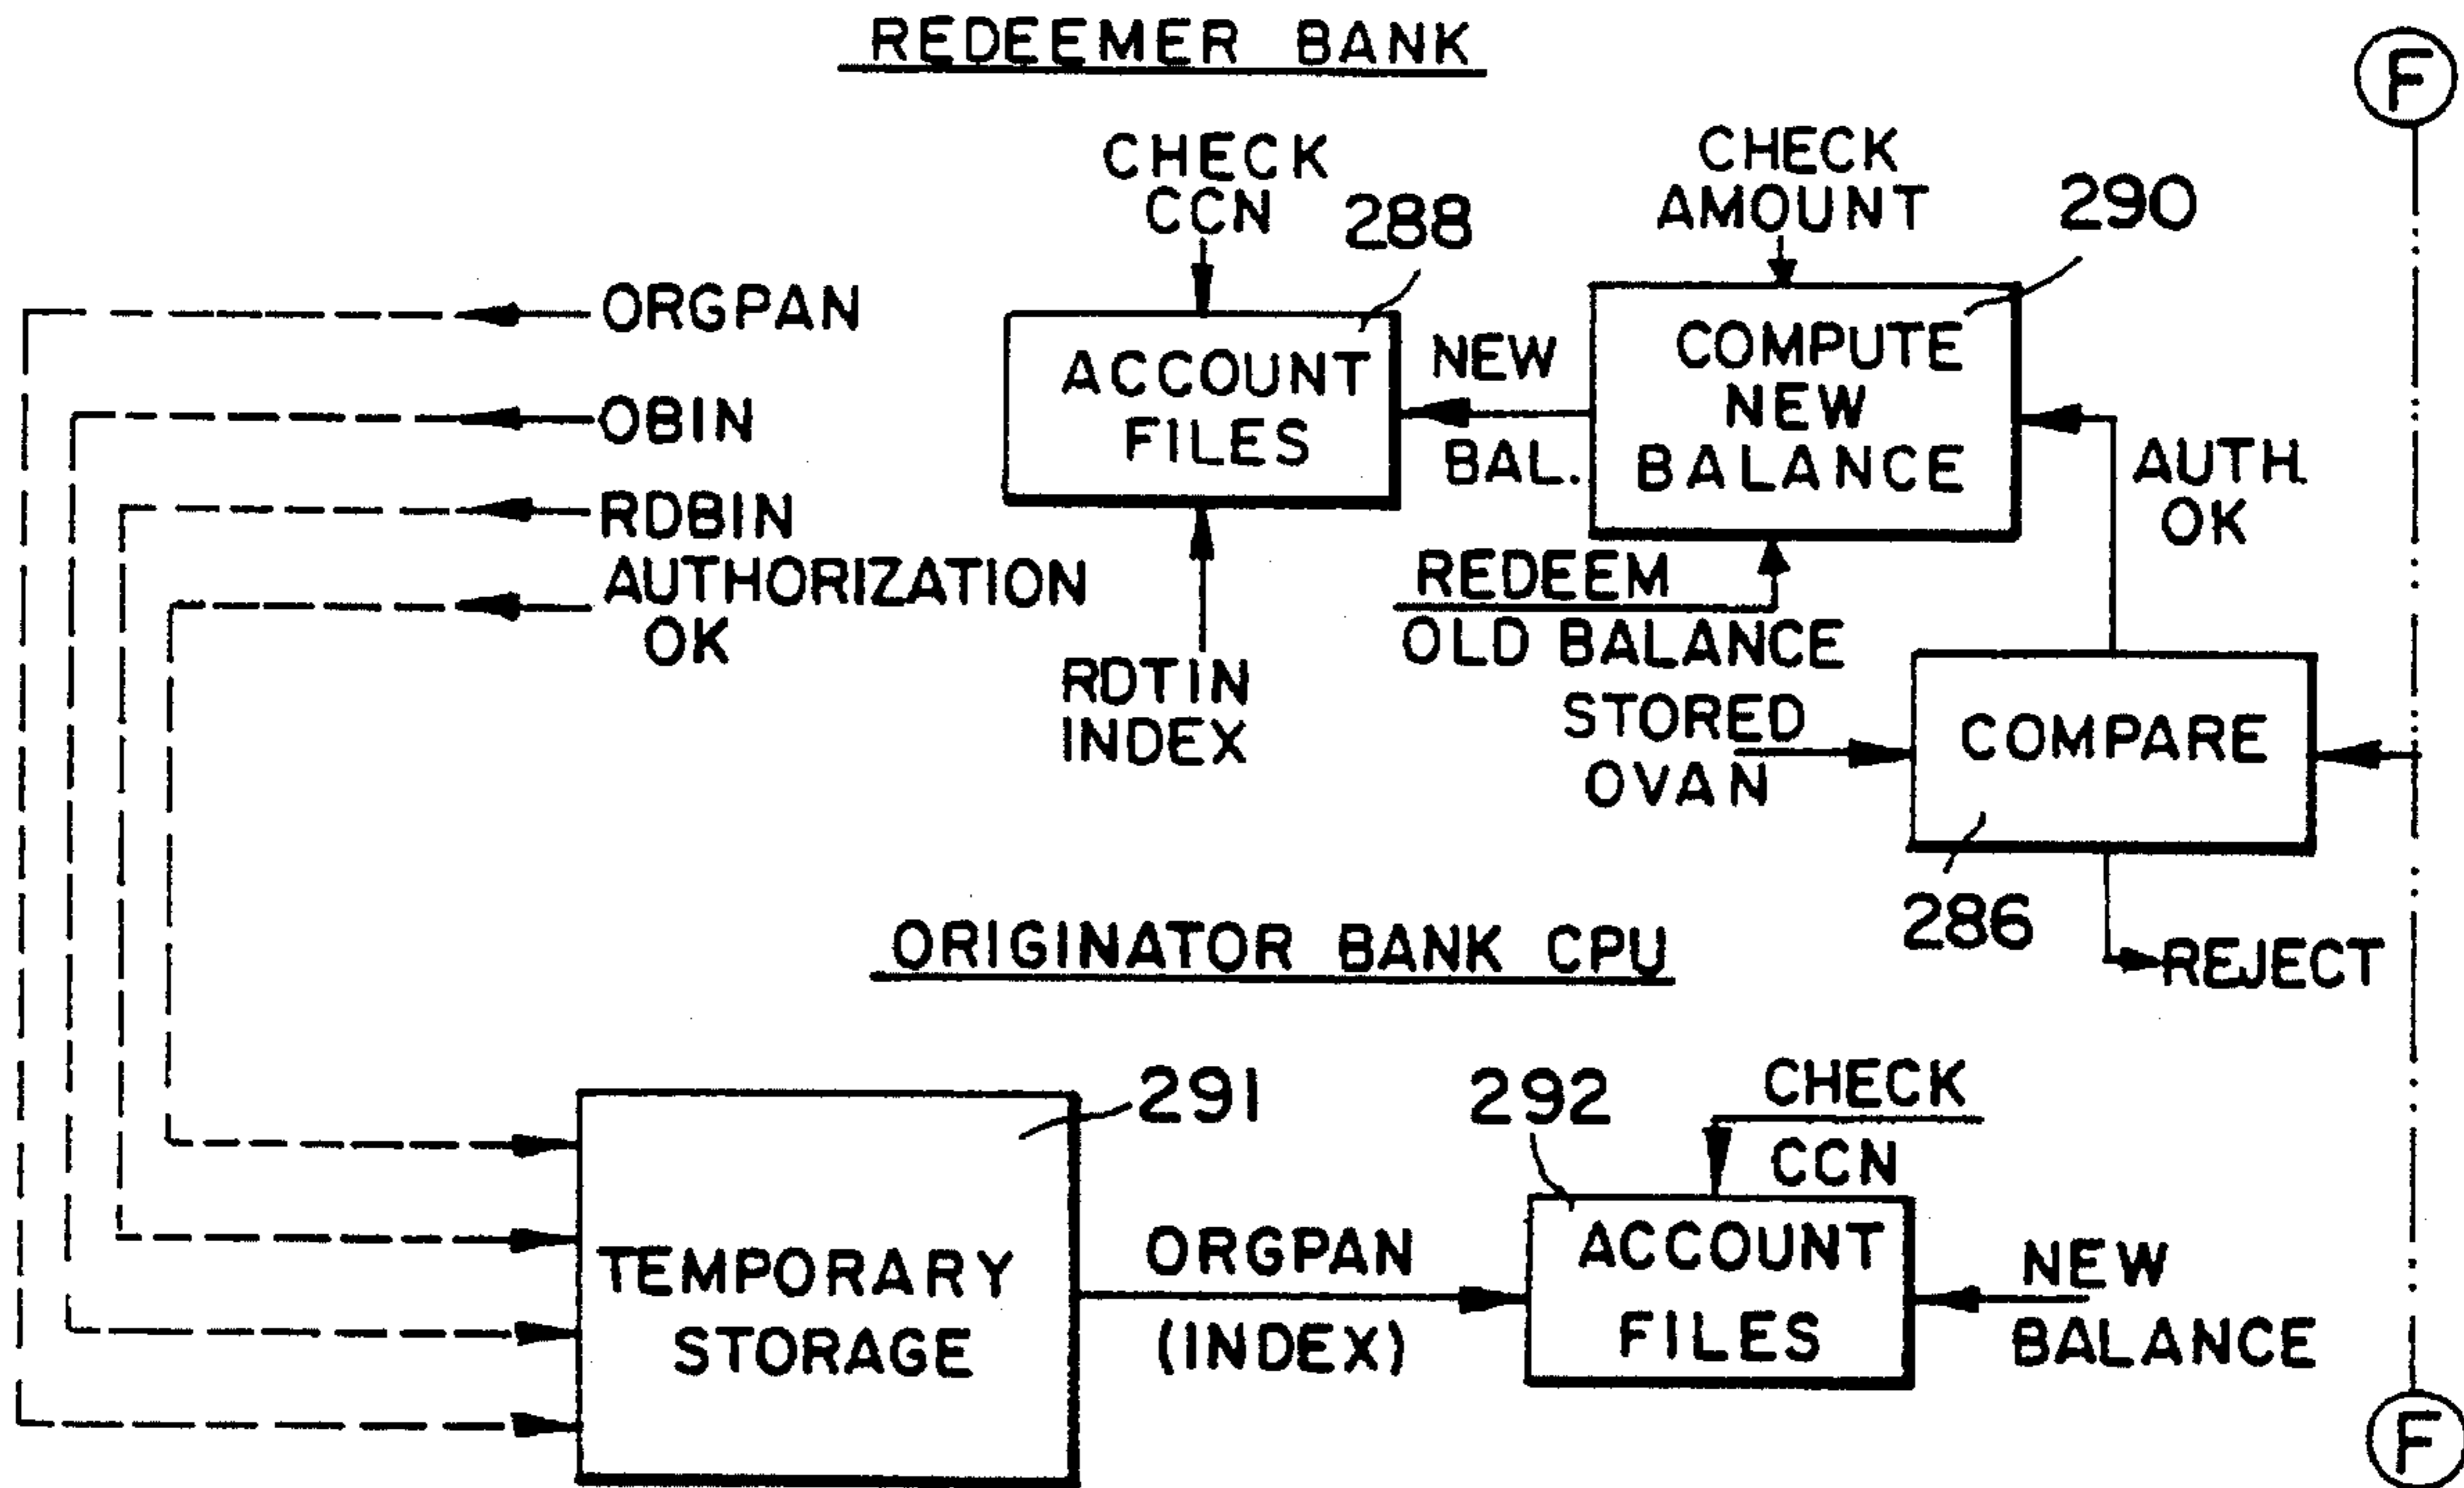 REDEEMER BANK
F
CHECK
CCN
288
CHECK
AMOUNT
290
ORGPAN
OBIN
RDBIN
AUTHORIZATION
OK
ACCOUNT
FILES
NEW
BAL.
COMPUTE
NEW
BALANCE
AUTH.
OK
REDEEM
OLD BALANCE
RDTIN
INDEX
STORED
OVAN
COMPARE
286
REJECT
ORIGINATOR BANK CPU
291
TEMPORARY
STORAGE
ORGPAN
(INDEX)
292
CHECK
CCN
ACCOUNT
FILES
NEW
BALANCE
F